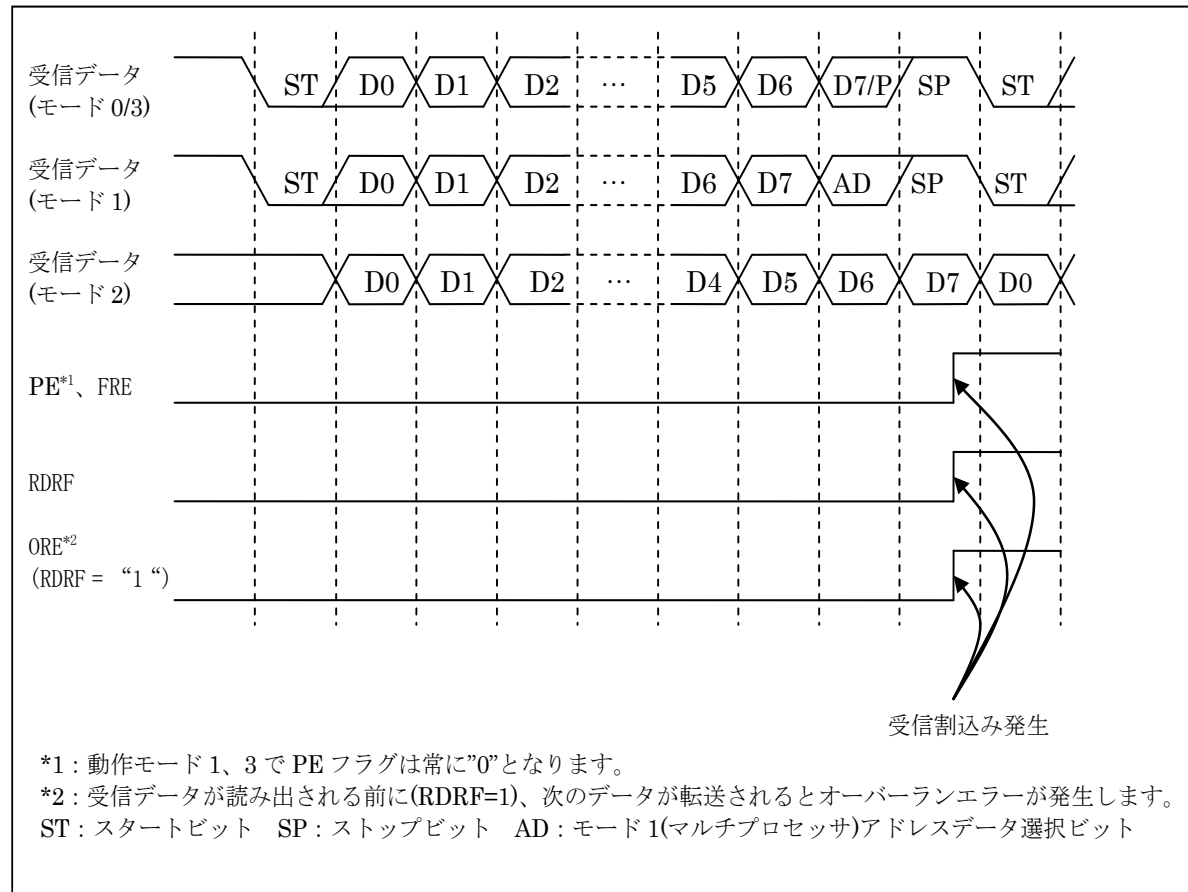 受信データ
(モード 0/3)
ST D0 D1 D2 … D5 D6 D7/P SP ST
受信データ
(モード 1)
ST D0 D1 D2 … D6 D7 AD SP ST
受信データ
(モード 2)
D0 D1 D2 … D4 D5 D6 D7 D0
PE*1、FRE
RDRF
ORE*2
(RDRF = “1“)
受信割込み発生
*1：動作モード 1、3 で PE フラグは常に”0”となります。
*2：受信データが読み出される前に(RDRF=1)、次のデータが転送されるとオーバーランエラーが発生します。
ST：スタートビット　SP：ストップビット　AD：モード 1(マルチプロセッサ)アドレスデータ選択ビット